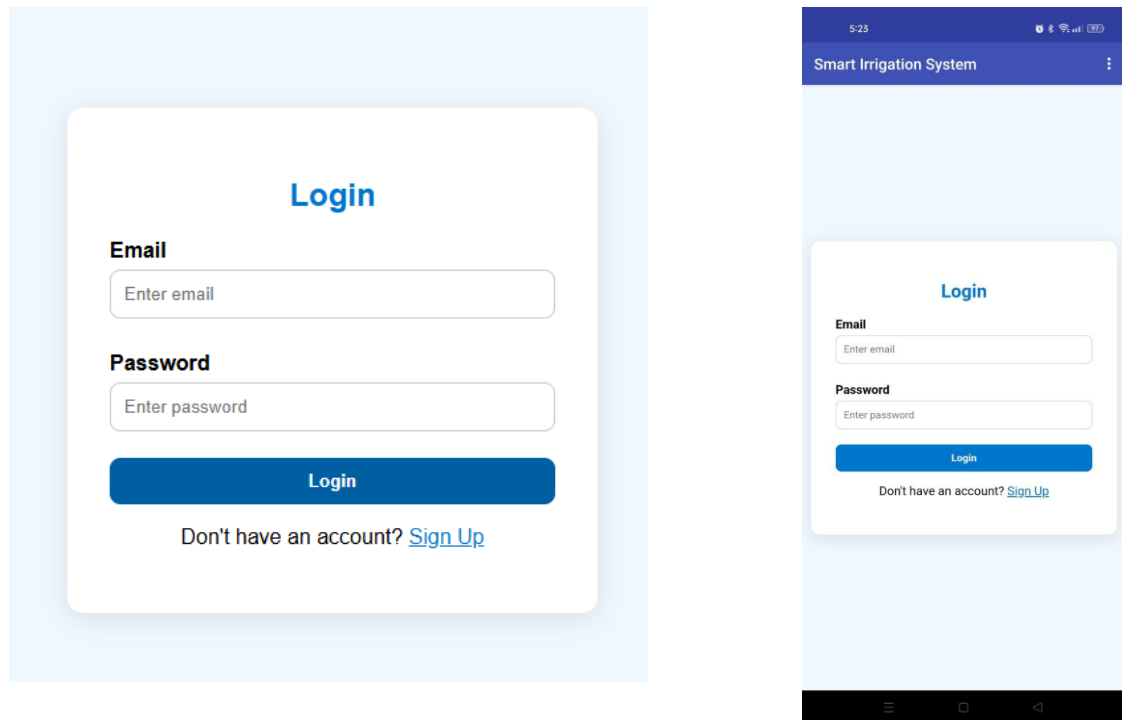 Login
Email
Enter email
Password
Enter password
Login
Don't have an account? Sign Up
5:23
97
Smart Irrigation System
Login
Email
Enter email
Password
Enter password
Login
Don't have an account? Sign Up